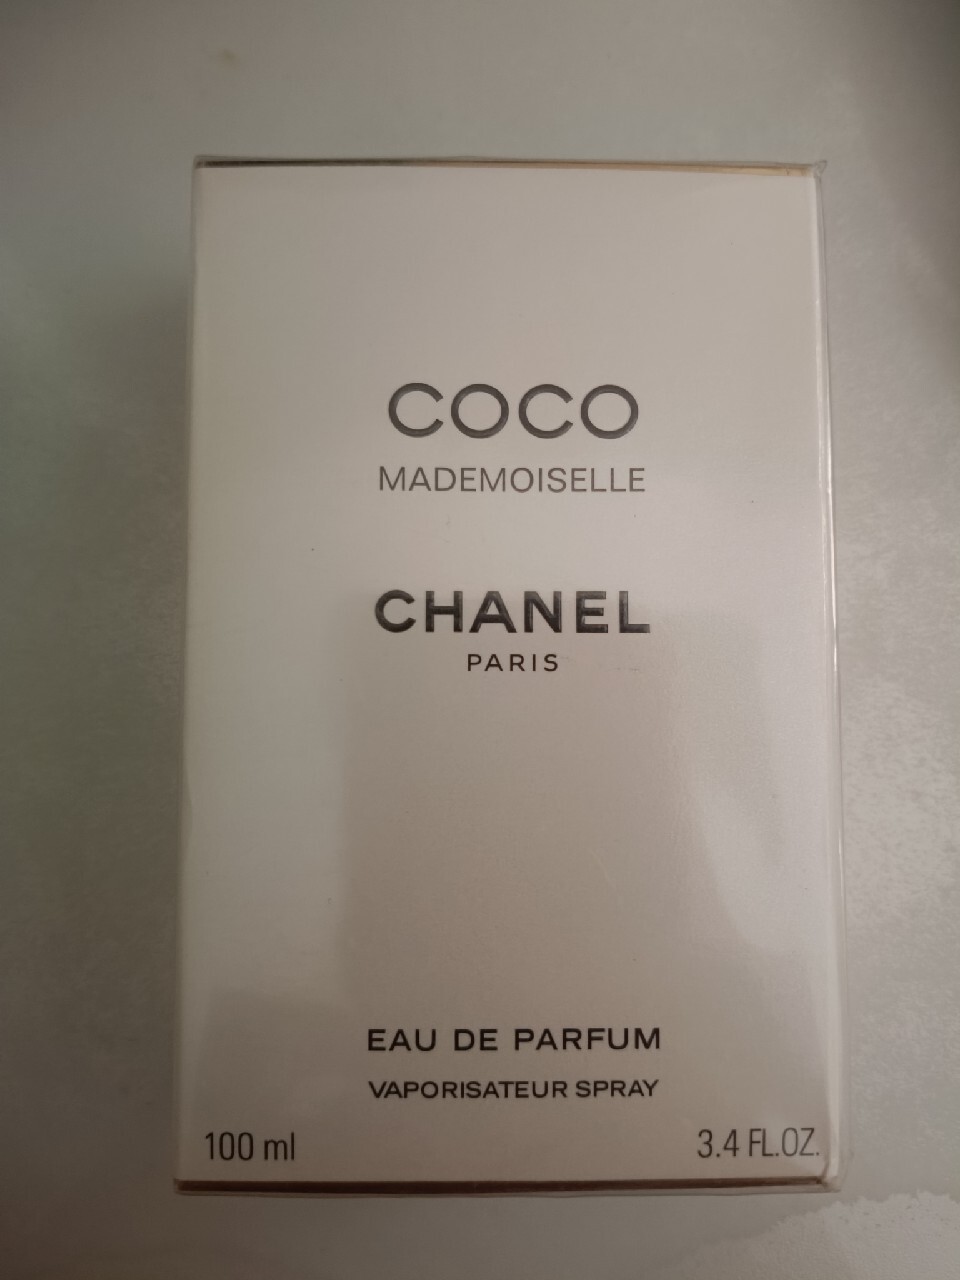 COCO
MADEMOISELLE
CHANEL
PARIS
EAU DE PARFUM
VAPORISATEUR SPRAY
100 ml 3.4 FL.OZ.